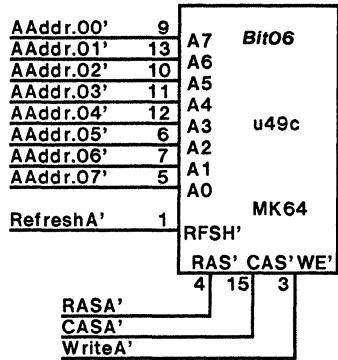 AAddr.00' 9 A7 Bit06
AAddr.01' 13 A6
AAddr.02' 10 A5
AAddr.03' 11 A4
AAddr.04' 12 A3 u49c
AAddr.05' 6 A2
AAddr.06' 7 A1
AAddr.07' 5 A0
MK64
RefreshA' 1 RFSH'
RAS' CAS' WE'
4 15 3
RASA'
CASA'
WriteA'